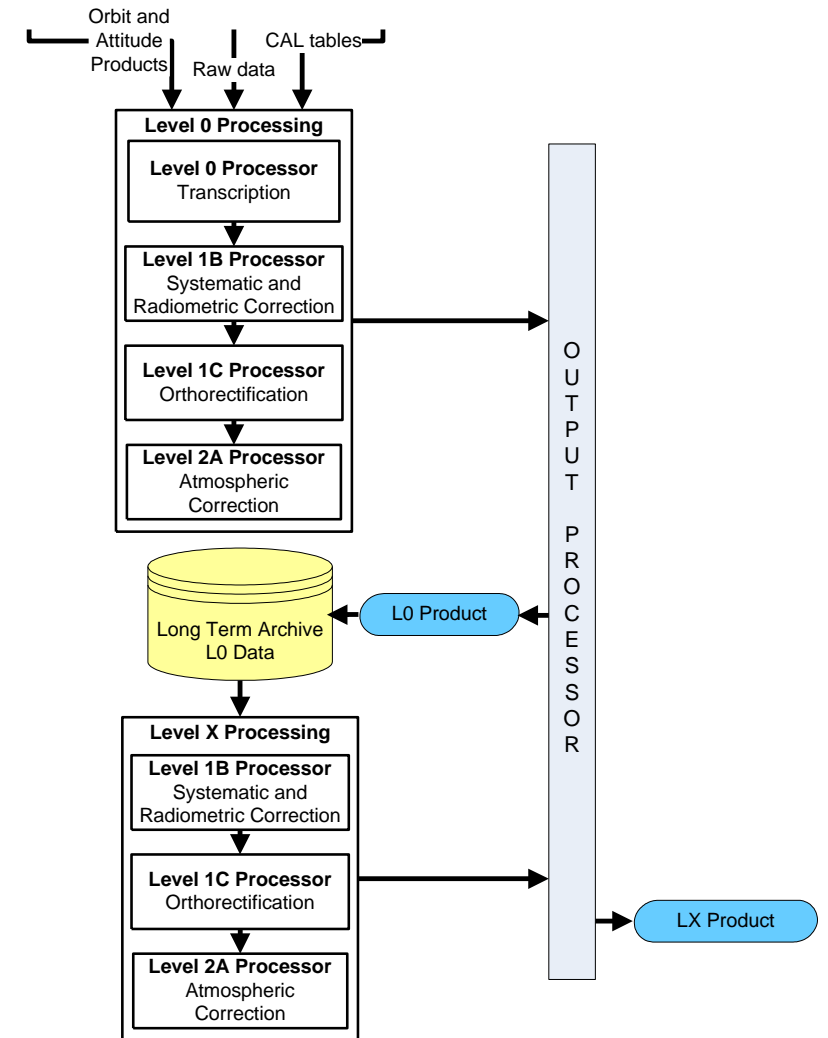 Orbit and
Attitude
Products
Raw data
CAL tables
Level 0 Processing
Level 0 Processor
Transcription
Level 1B Processor
Systematic and
Radiometric Correction
Level 1C Processor
Orthorectification
Level 2A Processor
Atmospheric
Correction
OUTPUT PROCESSOR
L0 Product
Long Term Archive
L0 Data
Level X Processing
Level 1B Processor
Systematic and
Radiometric Correction
Level 1C Processor
Orthorectification
Level 2A Processor
Atmospheric
Correction
LX Product